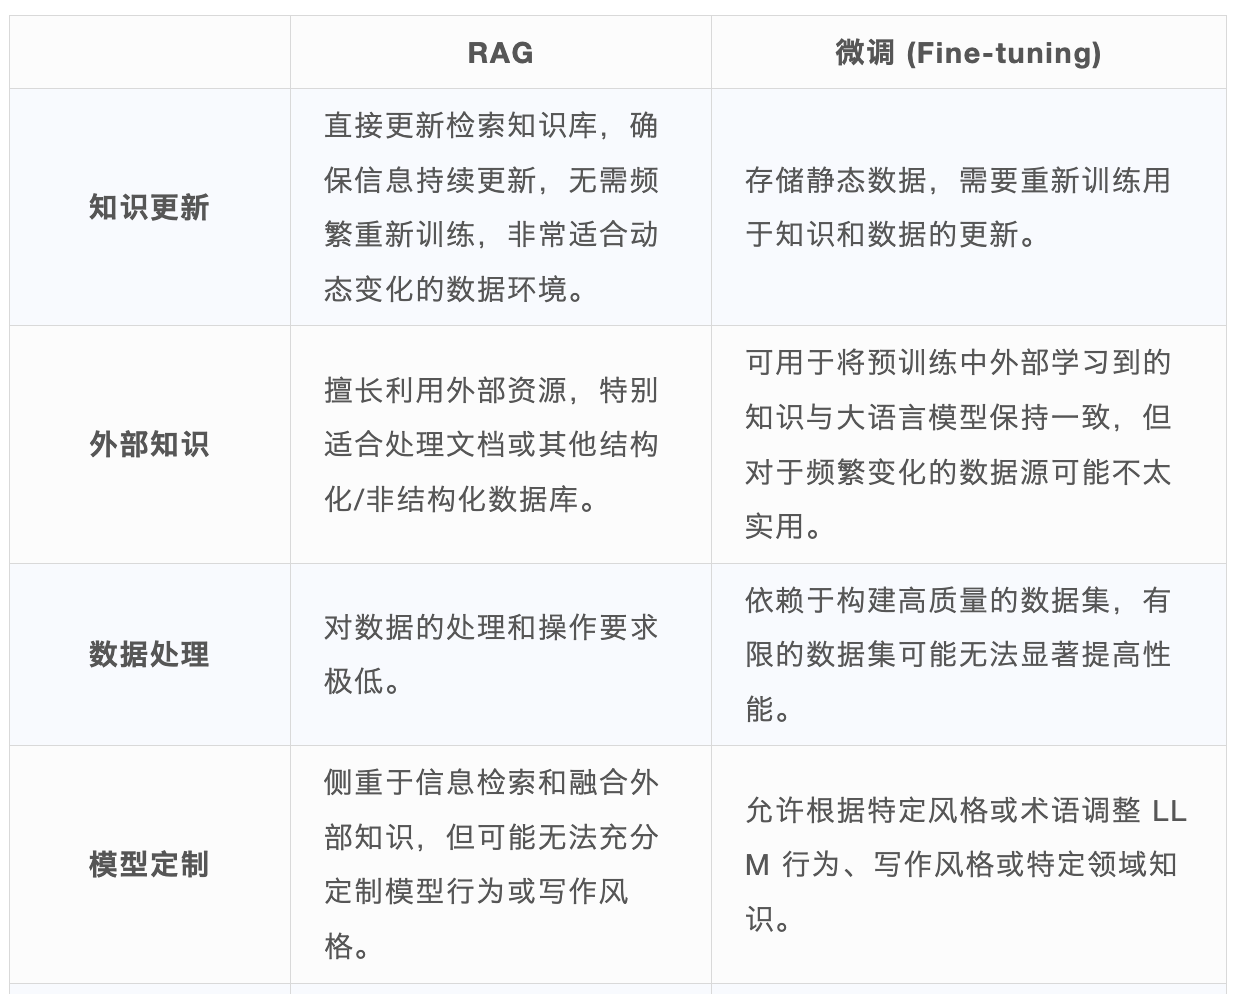 RAG
微调 (Fine-tuning)
知识更新
直接更新检索知识库，确
保信息持续更新，无需频
繁重新训练，非常适合动
态变化的数据环境。
存储静态数据，需要重新训练用
于知识和数据的更新。
外部知识
擅长利用外部资源，特别
适合处理文档或其他结构
化/非结构化数据库。
可用于将预训练中外部学习到的
知识与大语言模型保持一致，但
对于频繁变化的数据源可能不太
实用。
数据处理
对数据的处理和操作要求
极低。
依赖于构建高质量的数据集，有
限的数据集可能无法显著提高性
能。
模型定制
侧重于信息检索和融合外
部知识，但可能无法充分
定制模型行为或写作风
格。
允许根据特定风格或术语调整 LL
M 行为、写作风格或特定领域知
识。